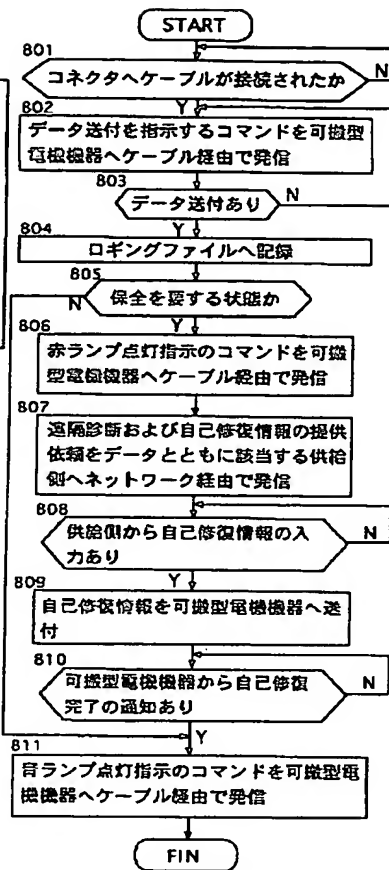 START
801
コネクタへケーブルが接続されたか
N
Y
802
データ送付を指示するコマンドを可搬型
電機機器へケーブル経由で発信
803
データ送付あり
N
Y
804
ロギングファイルへ記録
805
保全を要する状態か
N
Y
806
赤ランプ点灯指示のコマンドを可搬
型電機機器へケーブル経由で発信
807
遠隔診断および自己修復情報の提供
依頼をデータとともに該当する供給
側へネットワーク経由で発信
808
供給側から自己修復情報の入
力あり
N
Y
809
自己修復情報を可搬型電機機器へ送
付
810
可搬型電機機器から自己修復
完了の通知あり
N
Y
811
青ランプ点灯指示のコマンドを可搬型電
機機器へケーブル経由で発信
FIN